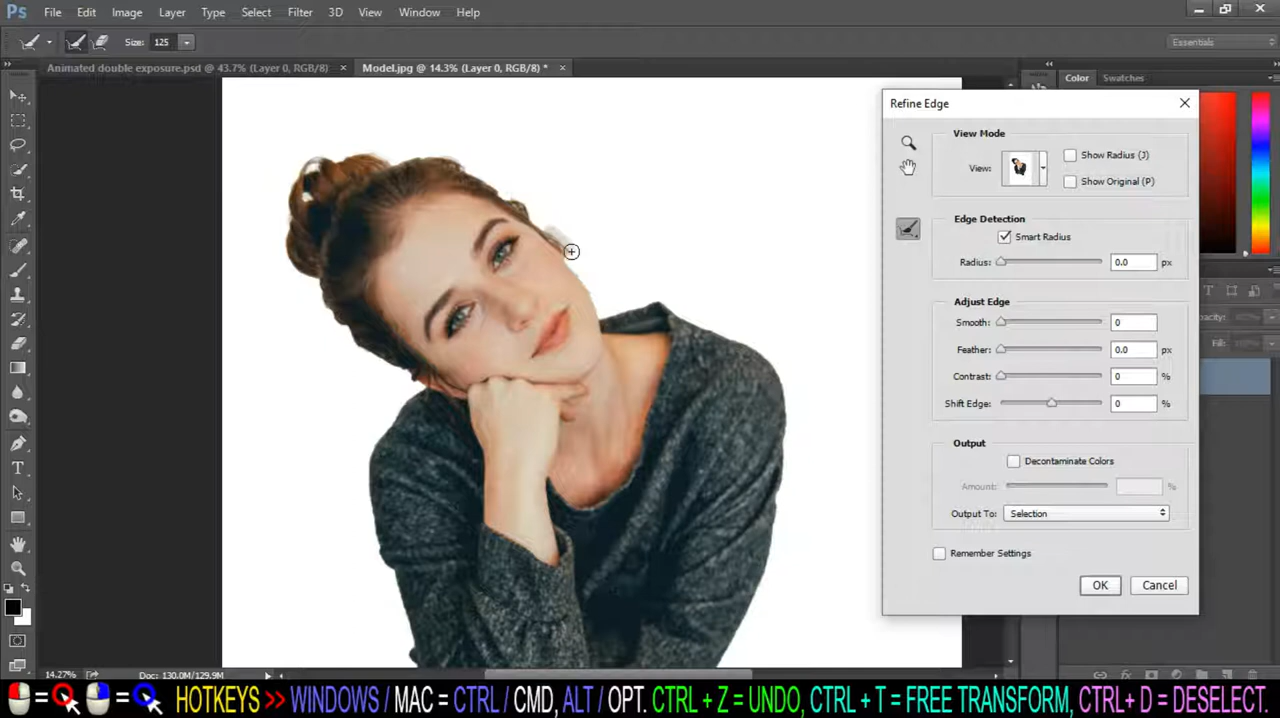 Ps File Edit Image Layer Type Select Filter 3D View Window Help
Size: 125 Essentials
Animated double exposure.psd @ 43.7% (Layer 0, RGB/8) × Model.jpg @ 14.3% (Layer 0, RGB/8) * ×
Color Swatches
Refine Edge
View Mode
View:
Show Radius (J)
Show Original (P)
Edge Detection
Smart Radius
Radius: 0.0 px
Adjust Edge
Smooth: 0
Feather: 0.0 px
Contrast: 0 %
Shift Edge: 0 %
Output
Decontaminate Colors
Amount: %
Output To: Selection
Remember Settings
OK Cancel
Fill:
14.27% Doc: 130.0M/129.9M
= = HOTKEYS >> WINDOWS / MAC = CTRL / CMD, ALT / OPT. CTRL + Z = UNDO, CTRL + T = FREE TRANSFORM, CTRL+ D = DESELECT.